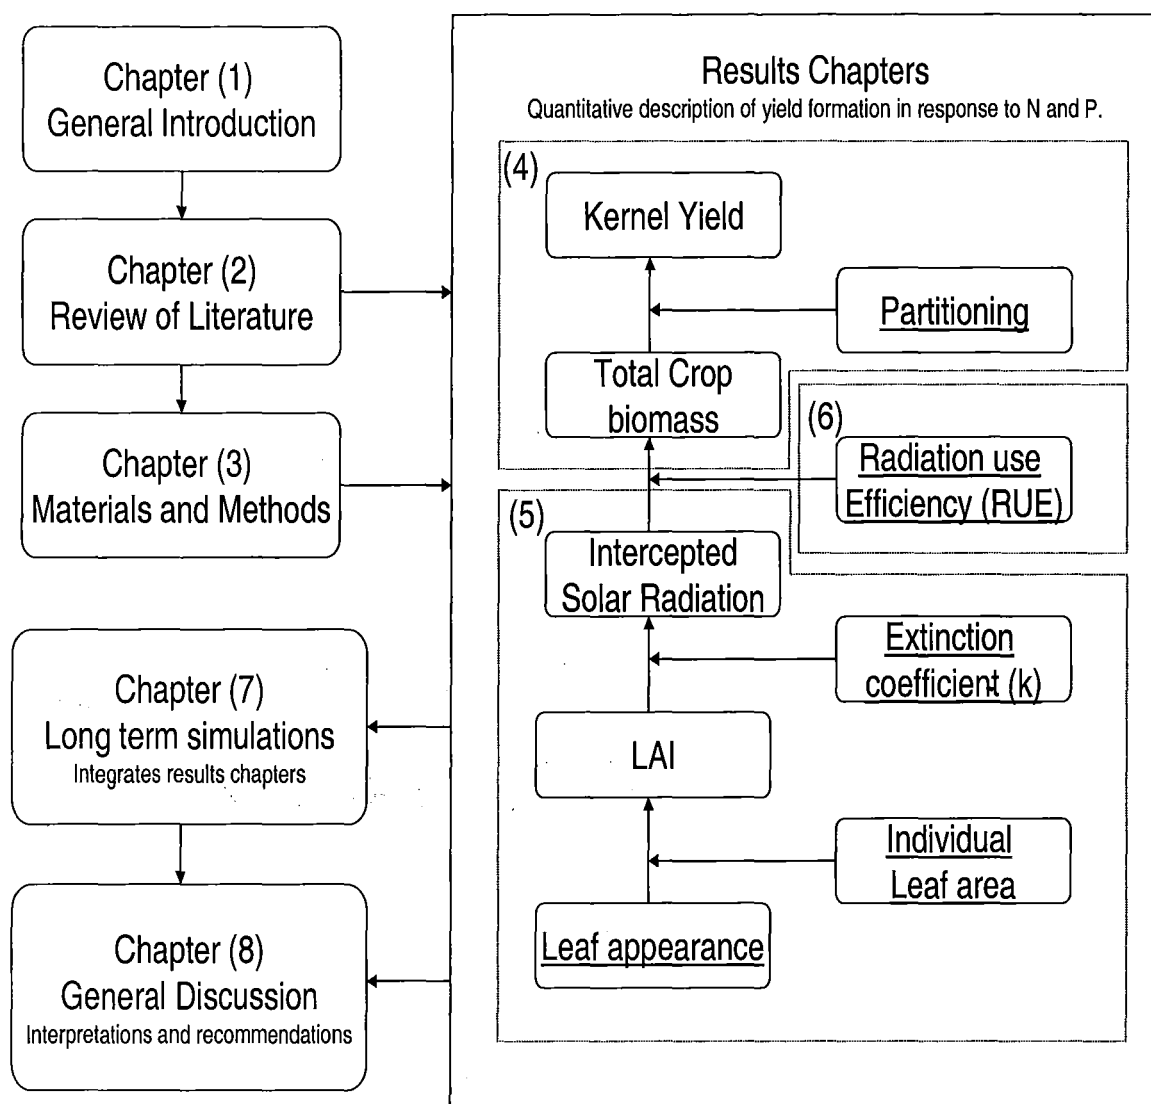 Chapter (1)
General Introduction
Chapter (2)
Review of Literature
Chapter (3)
Materials and Methods
Chapter (7)
Long term simulations
Integrates results chapters
Chapter (8)
General Discussion
Interpretations and recommendations
Results Chapters
Quantitative description of yield formation in response to N and P.
(4)
Kernel Yield
Partitioning
Total Crop
biomass
(6)
Radiation use
Efficiency (RUE)
(5)
Intercepted
Solar Radiation
Extinction
coefficient (k)
LAI
Individual
Leaf area
Leaf appearance